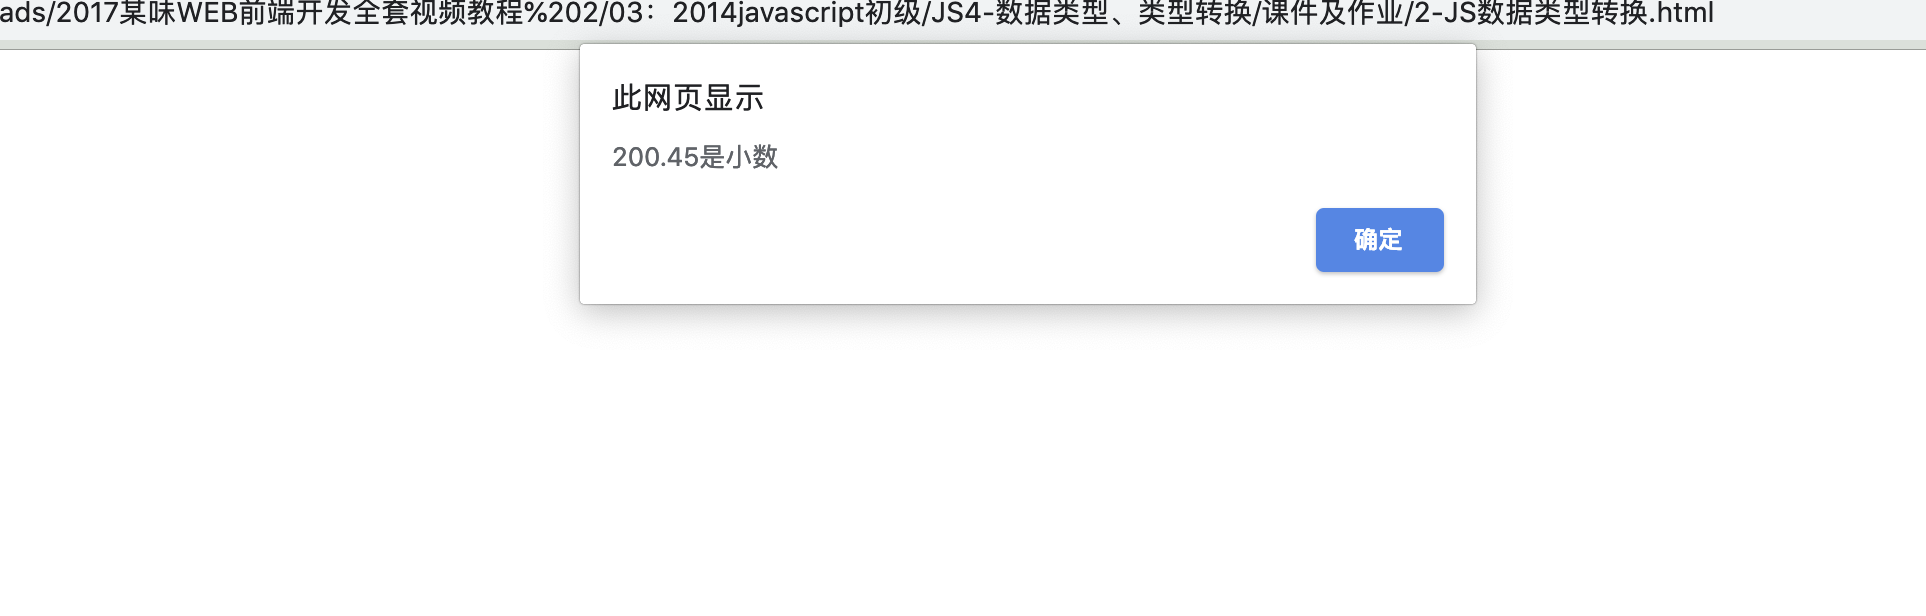 ads/2017某味WEB前端开发全套视频教程%202/03：2014javascript初级/JS4-数据类型、类型转换/课件及作业/2-JS数据类型转换.html
此网页显示
200.45是小数
确定